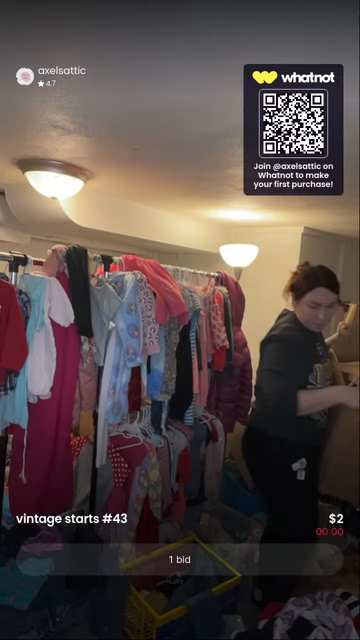 axelsattic
★ 4.7
whatnot
Join @axelsattic on
Whatnot to make
your first purchase!
vintage starts #43
$2
00:00
1 bid